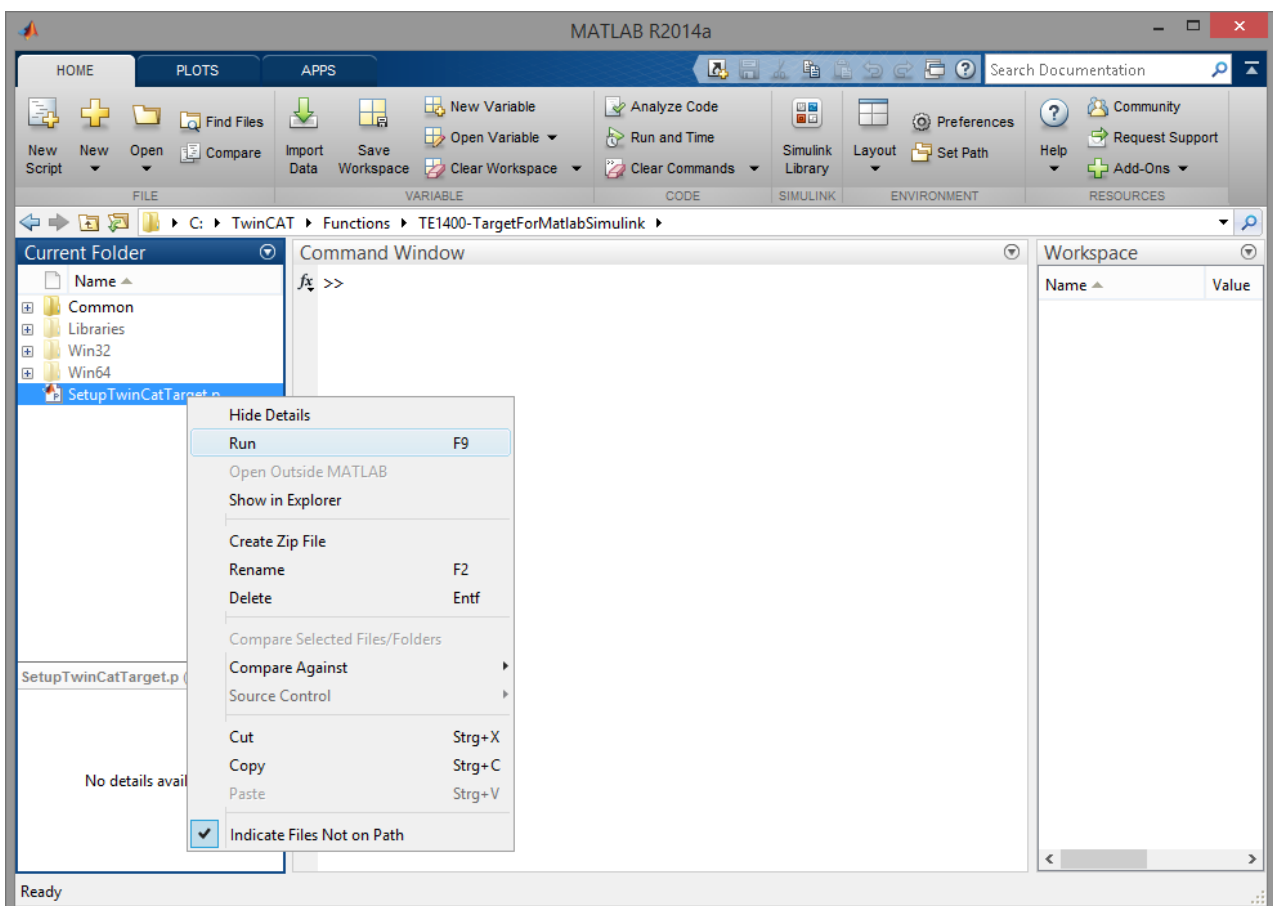 MATLAB R2014a
HOME PLOTS APPS Search Documentation
New Script
New
Open
Find Files
Compare
FILE
Import Data
Save Workspace
New Variable
Open Variable
Clear Workspace
VARIABLE
Analyze Code
Run and Time
Clear Commands
CODE
Simulink Library
SIMULINK
Layout
Preferences
Set Path
ENVIRONMENT
Help
Community
Request Support
Add-Ons
RESOURCES
C: TwinCAT Functions TE1400-TargetForMatlabSimulink
Current Folder
Name
Common
Libraries
Win32
Win64
SetupTwinCatTarget.p
SetupTwinCatTarget.p (
No details avail
Command Window
fx >>
Hide Details
Run F9
Open Outside MATLAB
Show in Explorer
Create Zip File
Rename F2
Delete Entf
Compare Selected Files/Folders
Compare Against
Source Control
Cut Strg+X
Copy Strg+C
Paste Strg+V
Indicate Files Not on Path
Workspace
Name Value
Ready